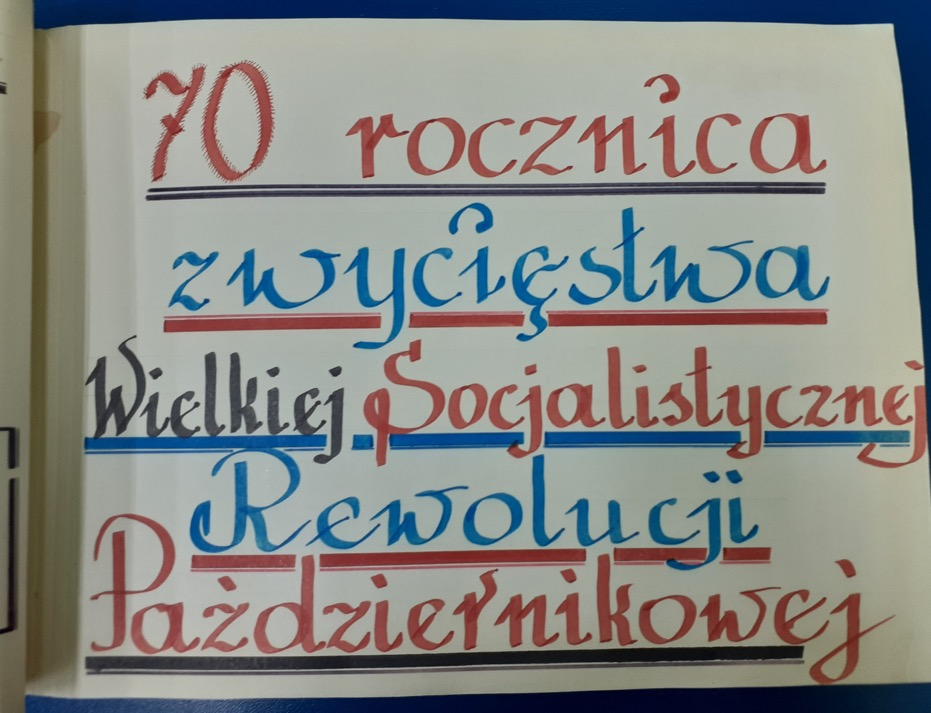 70 rocznica
zwycięstwa
Wielkiej Socjalistycznej
Rewolucji
Październikowej